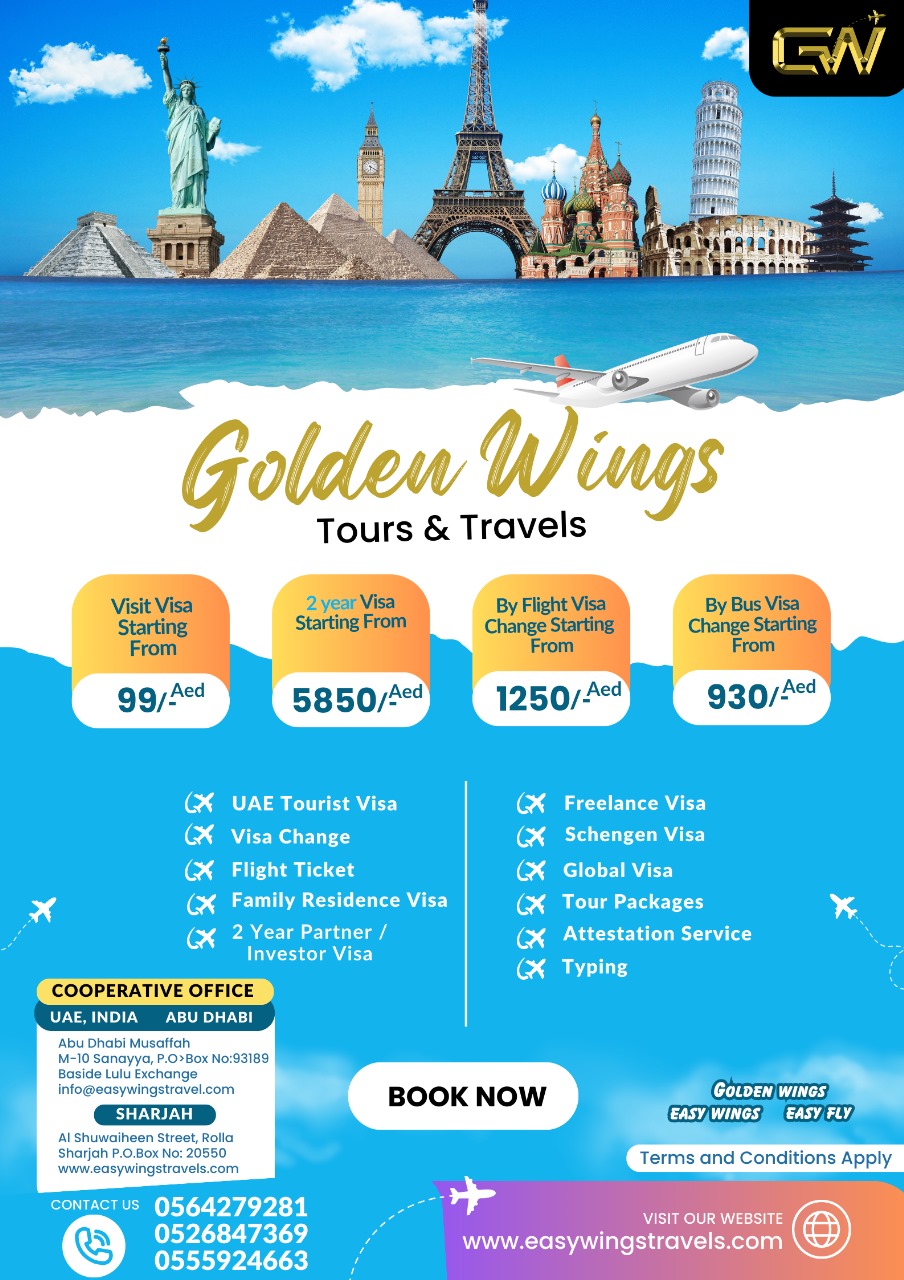 GW
Golden Wings
Tours & Travels
Visit Visa
Starting
From
99/-Aed
2 year Visa
Starting From
5850/-Aed
By Flight Visa
Change Starting
From
1250/-Aed
By Bus Visa
Change Starting
From
930/-Aed
UAE Tourist Visa
Visa Change
Flight Ticket
Family Residence Visa
2 Year Partner /
Investor Visa
Freelance Visa
Schengen Visa
Global Visa
Tour Packages
Attestation Service
Typing
COOPERATIVE OFFICE
UAE, INDIA ABU DHABI
Abu Dhabi Musaffah
M-10 Sanayya, P.O>Box No:93189
Baside Lulu Exchange
info@easywingstravel.com
SHARJAH
Al Shuwaiheen Street, Rolla
Sharjah P.O.Box No: 20550
www.easywingstravels.com
CONTACT US
0564279281
0526847369
0555924663
BOOK NOW
GOLDEN WINGS
EASY WINGS EASY FLY
Terms and Conditions Apply
VISIT OUR WEBSITE
www.easywingstravels.com